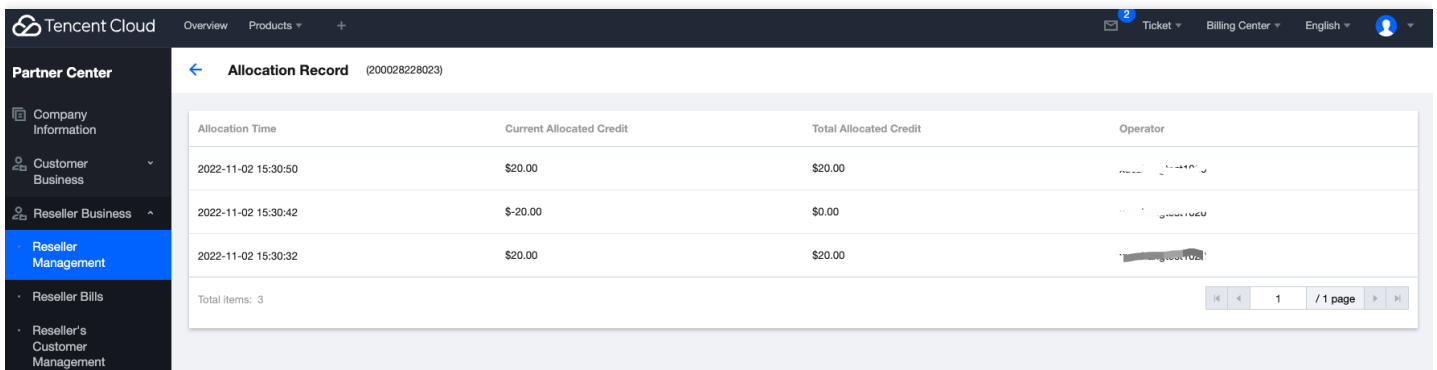 Tencent Cloud Overview Products + 2 Ticket Billing Center English
Partner Center
Allocation Record (200028228023)
Company
Information
Customer
Business
Reseller Business
Reseller
Management
Reseller Bills
Reseller's
Customer
Management
Allocation Time Current Allocated Credit Total Allocated Credit Operator
2022-11-02 15:30:50 $20.00 $20.00
2022-11-02 15:30:42 $-20.00 $0.00
2022-11-02 15:30:32 $20.00 $20.00
Total items: 3 1 / 1 page